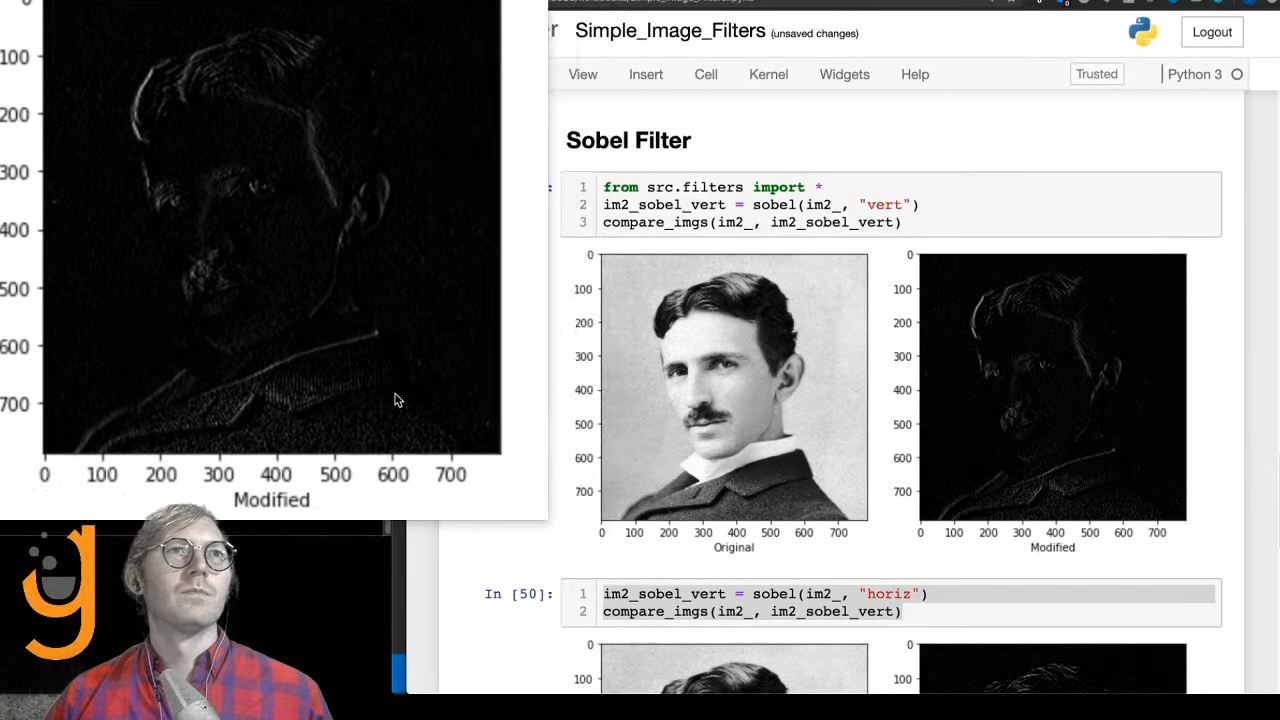 Simple_Image_Filters (unsaved changes)
Logout
View Insert Cell Kernel Widgets Help
Trusted
Python 3
Sobel Filter
1 from src.filters import *
2 im2_sobel_vert = sobel(im2_, "vert")
3 compare_imgs(im2_, im2_sobel_vert)
0
100
200
300
400
500
600
700
0 100 200 300 400 500 600 700
Original
0
100
200
300
400
500
600
700
0 100 200 300 400 500 600 700
Modified
In [50]:
1 im2_sobel_vert = sobel(im2_, "horiz")
2 compare_imgs(im2_, im2_sobel_vert)
0
100
0
100
100
200
300
400
500
600
700
0 100 200 300 400 500 600 700
Modified
y